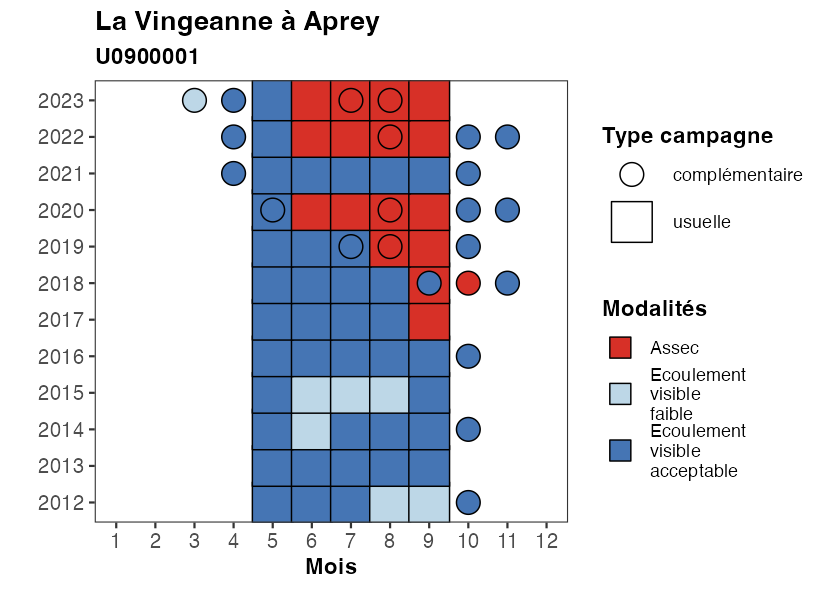 La Vingeanne à Aprey
U0900001
2023
2022
2021
2020
2019
2018
2017
2016
2015
2014
2013
2012
1 2 3 4 5 6 7 8 9 10 11 12
Mois
Type campagne
complémentaire
usuelle
Modalités
Assec
Ecoulement
visible
faible
Ecoulement
visible
acceptable